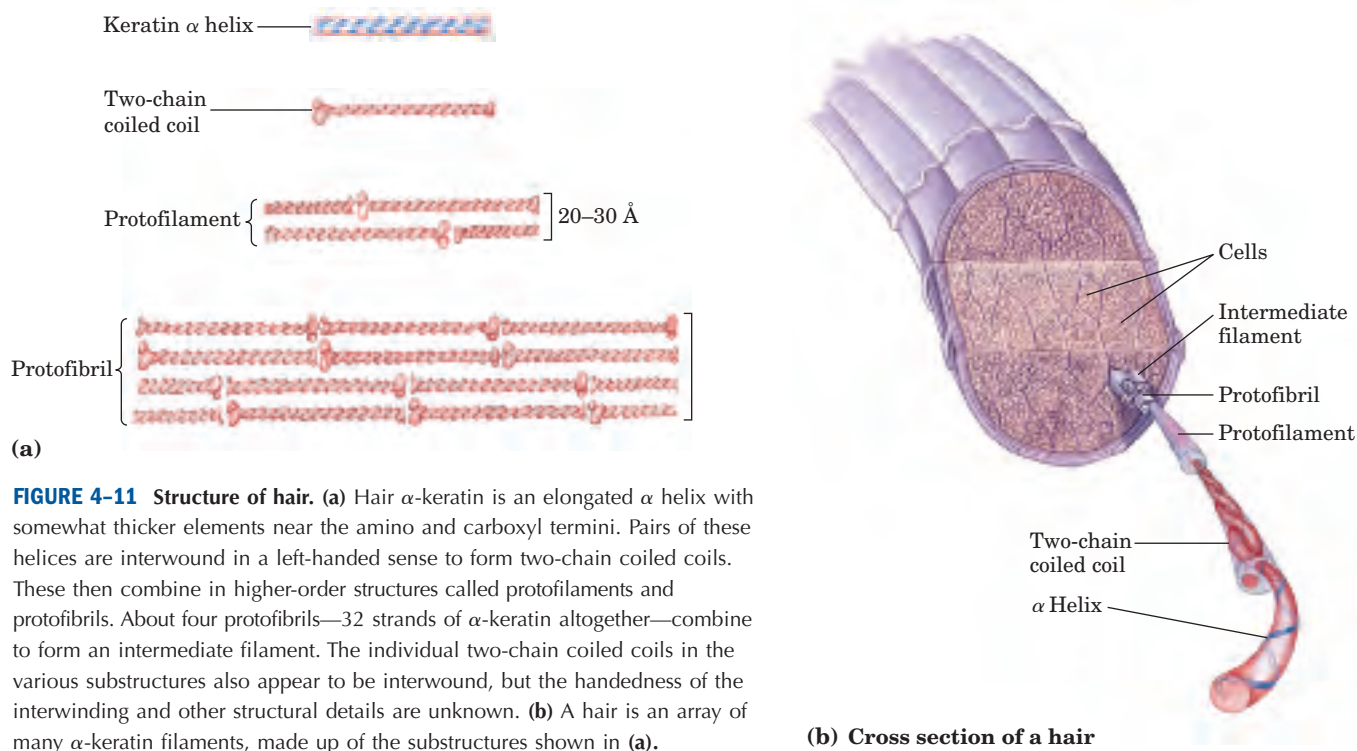 Keratin α helix
Two-chain
coiled coil
Protofilament
20–30 Å
Protofibril
(a)
FIGURE 4–11 Structure of hair. (a) Hair α-keratin is an elongated α helix with
somewhat thicker elements near the amino and carboxyl termini. Pairs of these
helices are interwound in a left-handed sense to form two-chain coiled coils.
These then combine in higher-order structures called protofilaments and
protofibrils. About four protofibrils—32 strands of α-keratin altogether—combine
to form an intermediate filament. The individual two-chain coiled coils in the
various substructures also appear to be interwound, but the handedness of the
interwinding and other structural details are unknown. (b) A hair is an array of
many α-keratin filaments, made up of the substructures shown in (a).
Cells
Intermediate
filament
Protofibril
Protofilament
Two-chain
coiled coil
α Helix
(b) Cross section of a hair